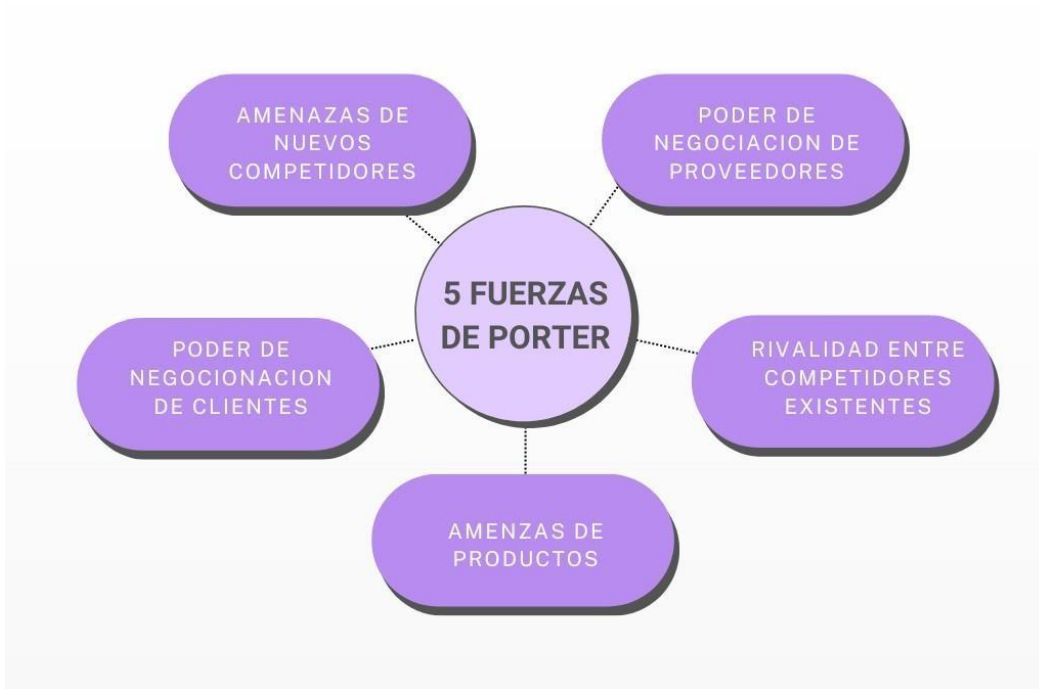 AMENAZAS DE
NUEVOS
COMPETIDORES
PODER DE
NEGOCIACION DE
PROVEEDORES
5 FUERZAS
DE PORTER
PODER DE
NEGOCIONACION
DE CLIENTES
RIVALIDAD ENTRE
COMPETIDORES
EXISTENTES
AMENZAS DE
PRODUCTOS